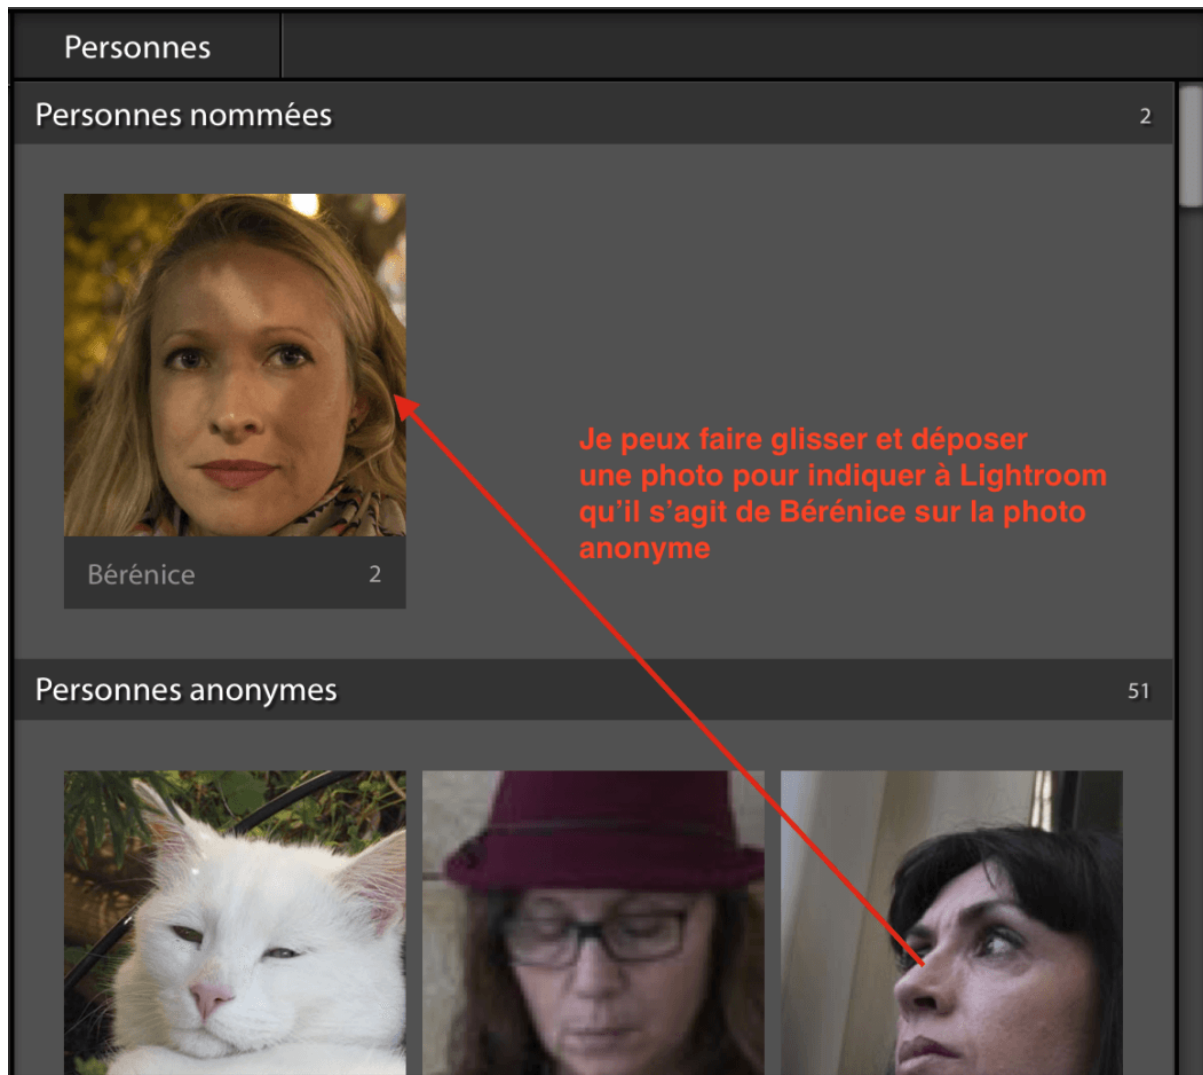 Personnes
Personnes nommées 2
Je peux faire glisser et déposer
une photo pour indiquer à Lightroom
qu'il s'agit de Bérénice sur la photo
anonyme
Bérénice 2
Personnes anonymes 51